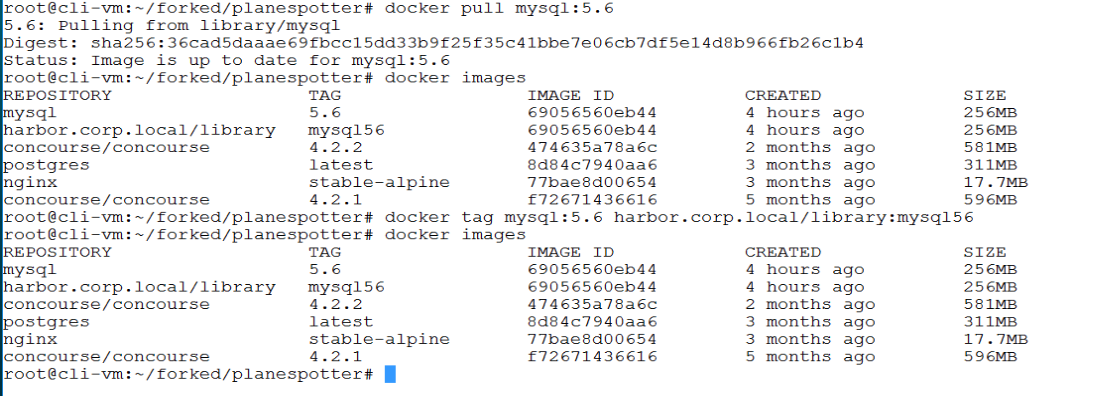 root@cli-vm:~/forked/planespotter# docker pull mysql:5.6
5.6: Pulling from library/mysql
Digest: sha256:36cad5daaae69fbcc15dd33b9f25f35c41bbe7e06cb7df5e14d8b966fb26c1b4
Status: Image is up to date for mysql:5.6
root@cli-vm:~/forked/planespotter# docker images
REPOSITORY TAG IMAGE ID CREATED SIZE
mysql 5.6 69056560eb44 4 hours ago 256MB
harbor.corp.local/library mysql56 69056560eb44 4 hours ago 256MB
concourse/concourse 4.2.2 474635a78a6c 2 months ago 581MB
postgres latest 8d84c7940aa6 3 months ago 311MB
nginx stable-alpine 77bae8d00654 3 months ago 17.7MB
concourse/concourse 4.2.1 f72671436616 5 months ago 596MB
root@cli-vm:~/forked/planespotter# docker tag mysql:5.6 harbor.corp.local/library:mysql56
root@cli-vm:~/forked/planespotter# docker images
REPOSITORY TAG IMAGE ID CREATED SIZE
mysql 5.6 69056560eb44 4 hours ago 256MB
harbor.corp.local/library mysql56 69056560eb44 4 hours ago 256MB
concourse/concourse 4.2.2 474635a78a6c 2 months ago 581MB
postgres latest 8d84c7940aa6 3 months ago 311MB
nginx stable-alpine 77bae8d00654 3 months ago 17.7MB
concourse/concourse 4.2.1 f72671436616 5 months ago 596MB
root@cli-vm:~/forked/planespotter#